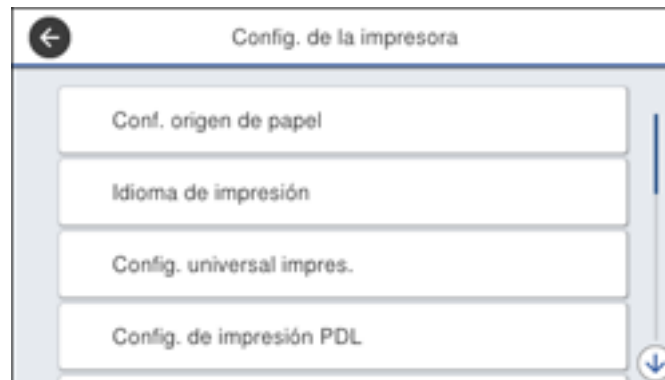 Config. de la impresora
Conf. origen de papel
Idioma de impresión
Config. universal impres.
Config. de impresión PDL